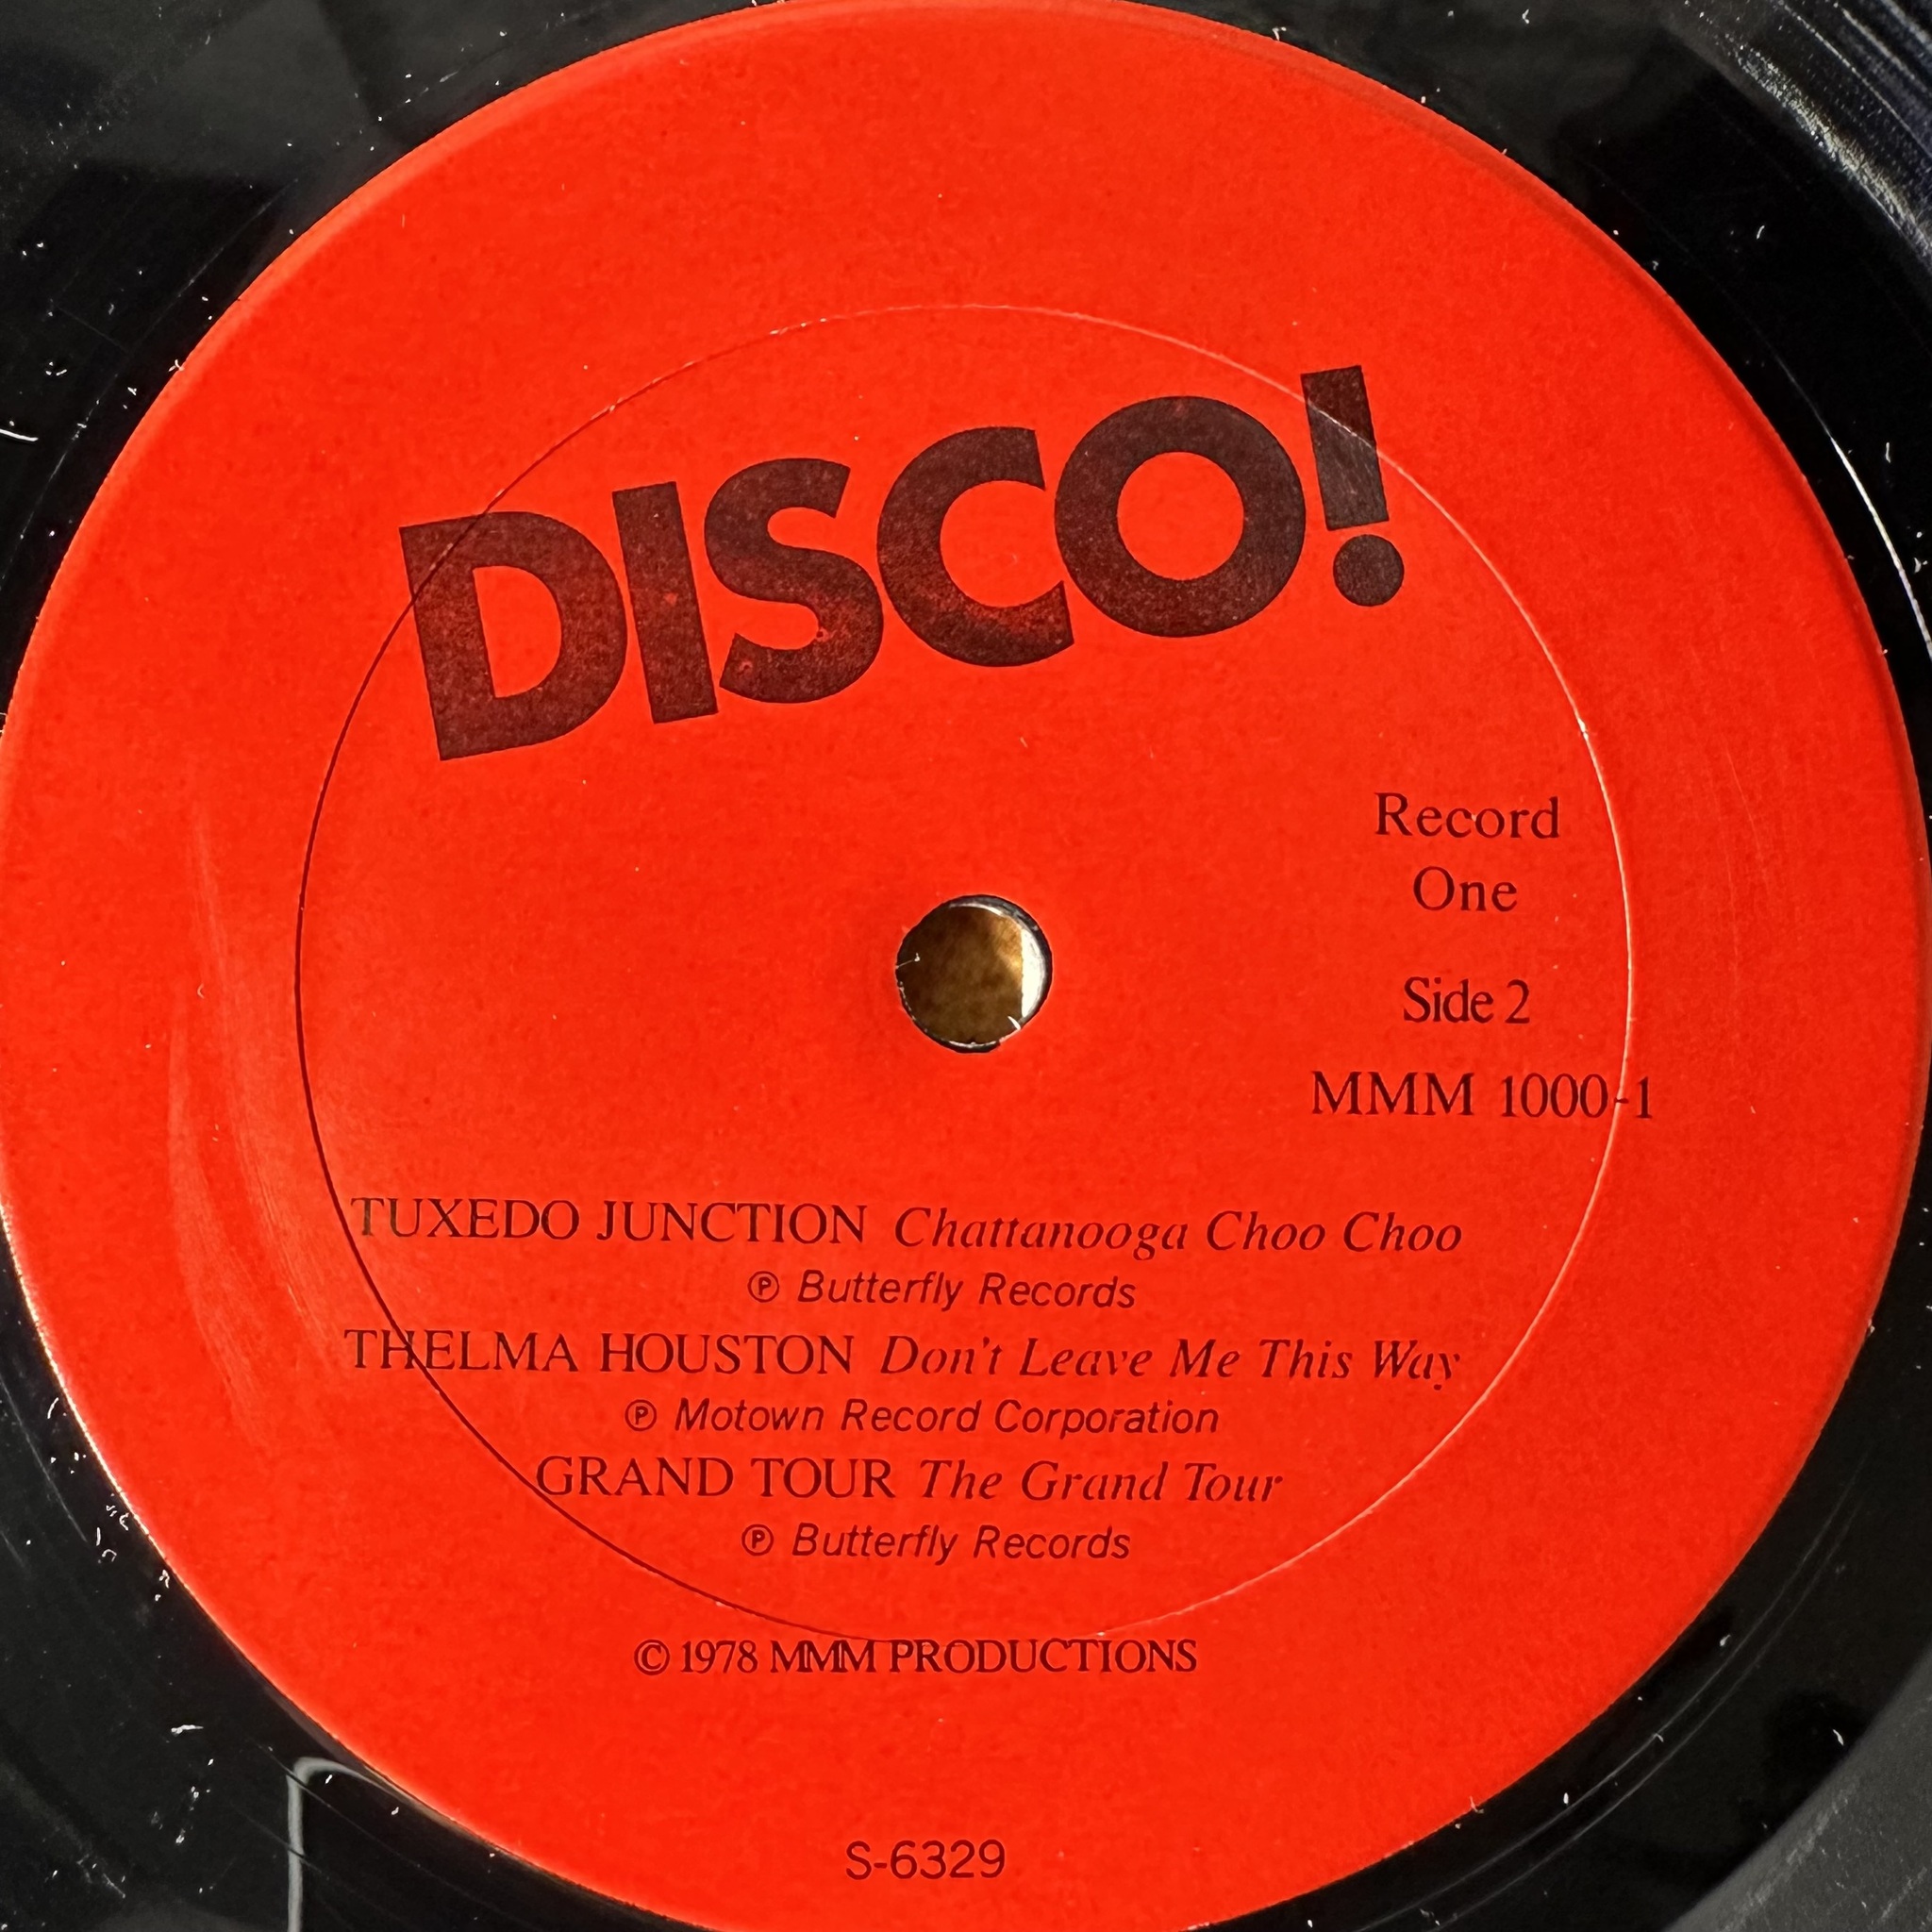 DISCO!
Record
One
Side 2
MMM 1000-1
TUXEDO JUNCTION Chattanooga Choo Choo
℗ Butterfly Records
THELMA HOUSTON Don't Leave Me This Way
℗ Motown Record Corporation
GRAND TOUR The Grand Tour
℗ Butterfly Records
© 1978 MMM PRODUCTIONS
S-6329